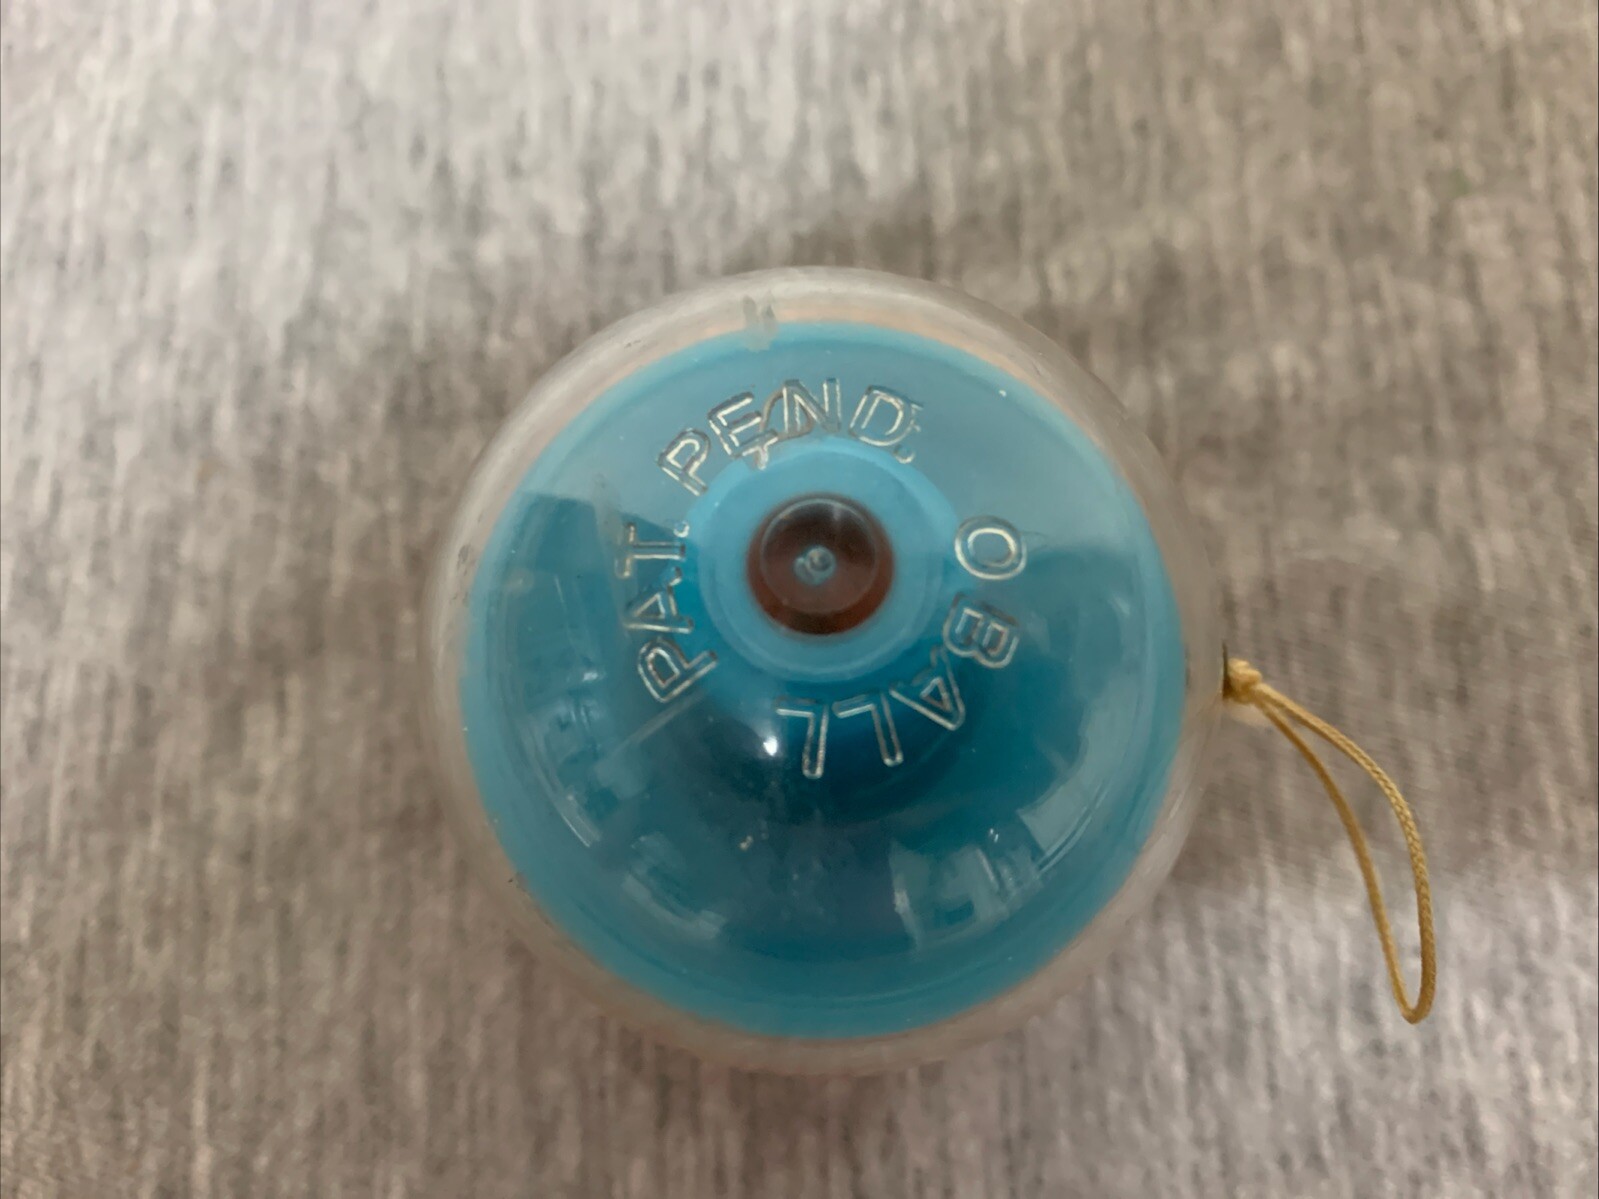 PAT. PEND.
O BALL